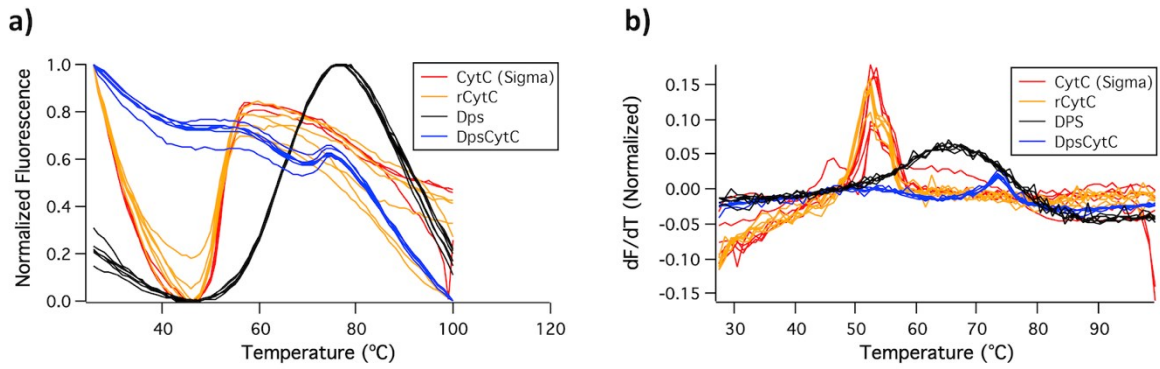 a)
1.0
0.8
0.6
0.4
0.2
0.0
Normalized Fluorescence
CytC (Sigma)
rCytC
Dps
DpsCytC
40 60 80 100 120
Temperature (ºC)
b)
0.15
0.10
0.05
0.00
-0.05
-0.10
-0.15
dF/dT (Normalized)
CytC (Sigma)
rCytC
DPS
DpsCytC
30 40 50 60 70 80 90
Temperature (ºC)